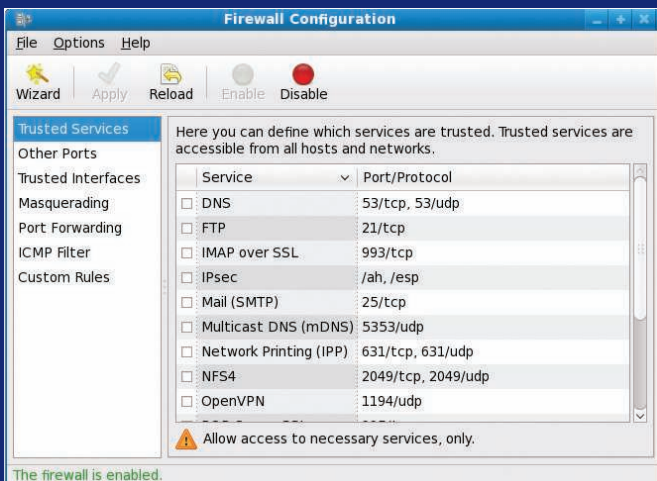 Firewall Configuration
File Options Help
Wizard Apply Reload Enable Disable
Trusted Services
Other Ports
Trusted Interfaces
Masquerading
Port Forwarding
ICMP Filter
Custom Rules
Here you can define which services are trusted. Trusted services are
accessible from all hosts and networks.
Service Port/Protocol
DNS 53/tcp, 53/udp
FTP 21/tcp
IMAP over SSL 993/tcp
IPsec /ah, /esp
Mail (SMTP) 25/tcp
Multicast DNS (mDNS) 5353/udp
Network Printing (IPP) 631/tcp, 631/udp
NFS4 2049/tcp, 2049/udp
OpenVPN 1194/udp
Allow access to necessary services, only.
The firewall is enabled.